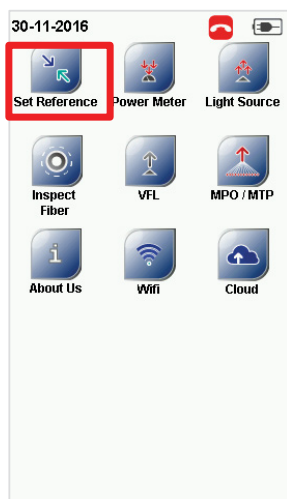 30-11-2016
Set Reference Power Meter Light Source
Inspect Fiber VFL MPO / MTP
About Us Wifi Cloud